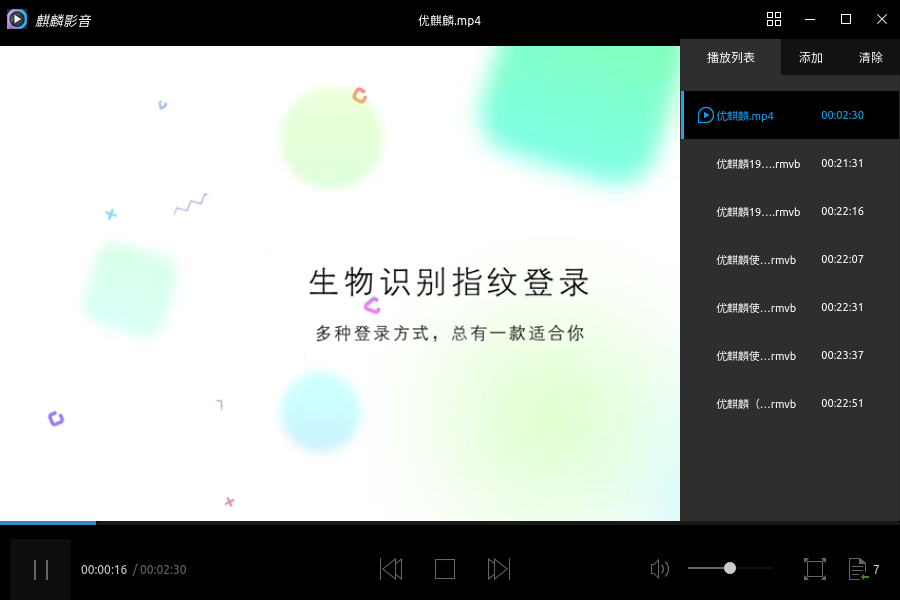 麒麟影音
优麒麟.mp4
播放列表 添加 清除
优麒麟.mp4 00:02:30
优麒麟19....rmvb 00:21:31
优麒麟19....rmvb 00:22:16
优麒麟使...rmvb 00:22:07
优麒麟使...rmvb 00:22:31
优麒麟使...rmvb 00:23:37
优麒麟（...rmvb 00:22:51
生物识别指纹登录
多种登录方式，总有一款适合你
00:00:16 / 00:02:30
7